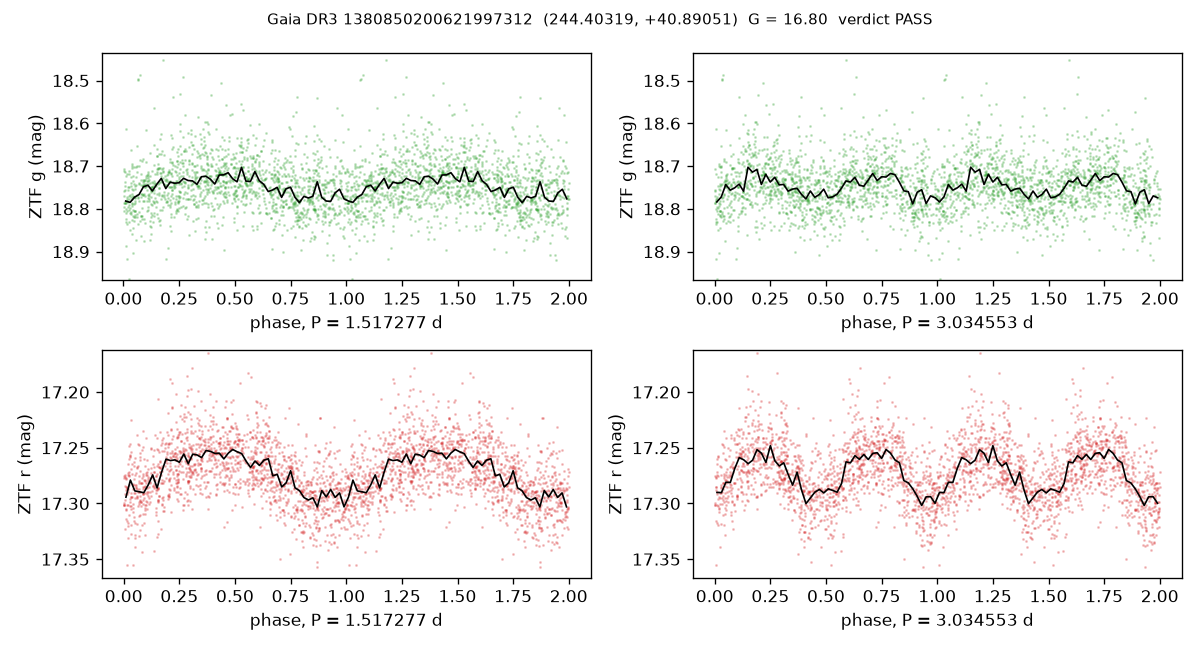 Gaia DR3 1380850200621997312 (244.40319, +40.89051) G = 16.80 verdict PASS
ZTF g (mag)
18.5
18.6
18.7
18.8
18.9
0.00 0.25 0.50 0.75 1.00 1.25 1.50 1.75 2.00
phase, P = 1.517277 d
ZTF g (mag)
18.5
18.6
18.7
18.8
18.9
0.00 0.25 0.50 0.75 1.00 1.25 1.50 1.75 2.00
phase, P = 3.034553 d
ZTF r (mag)
17.20
17.25
17.30
17.35
0.00 0.25 0.50 0.75 1.00 1.25 1.50 1.75 2.00
phase, P = 1.517277 d
ZTF r (mag)
17.20
17.25
17.30
17.35
0.00 0.25 0.50 0.75 1.00 1.25 1.50 1.75 2.00
phase, P = 3.034553 d